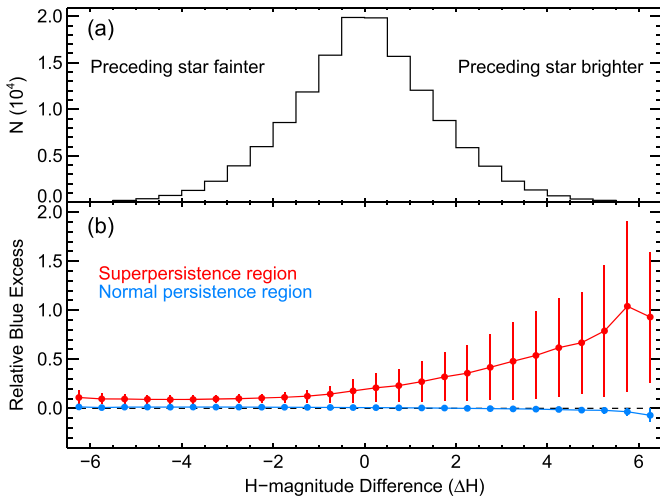 (a)
Preceding star fainter
Preceding star brighter
N (10⁴)
2.0
1.5
1.0
0.5
0.0
(b)
Superpersistence region
Normal persistence region
Relative Blue Excess
2.0
1.5
1.0
0.5
0.0
−6
−4
−2
0
2
4
6
H−magnitude Difference (ΔH)